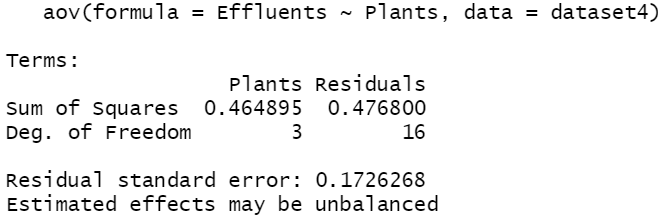 aov(formula = Effluents ~ Plants, data = dataset4)
Terms:
Plants Residuals
Sum of Squares 0.464895 0.476800
Deg. of Freedom 3 16
Residual standard error: 0.1726268
Estimated effects may be unbalanced